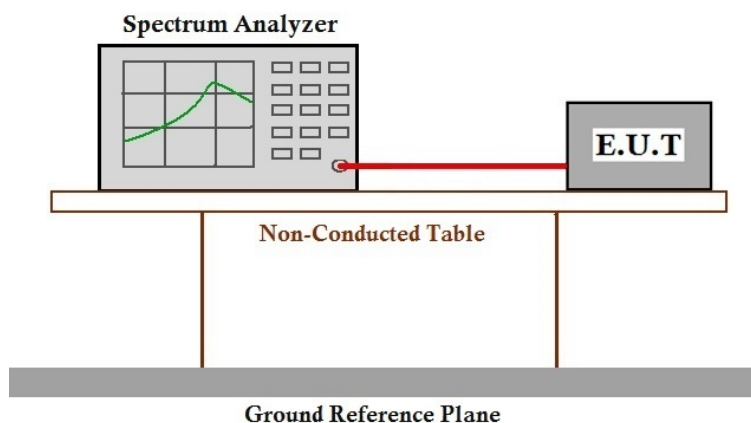 Spectrum Analyzer
E.U.T
Non-Conducted Table
Ground Reference Plane